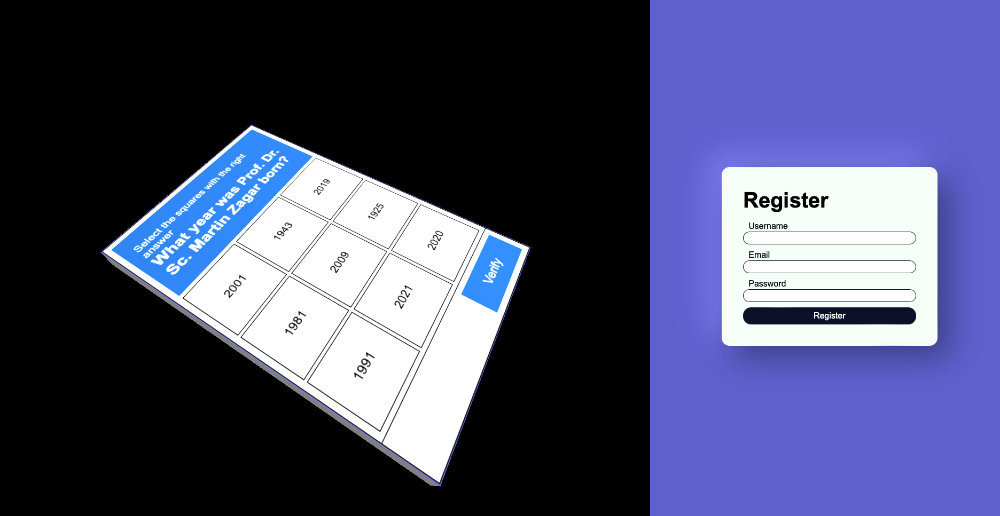 Select the squares with the right
answer
What year was Prof. Dr.
Sc. Martin Zagar born?
2001
1943
2019
1981
2009
1925
1991
2021
2020
Verify
Register
Username
Email
Password
Register